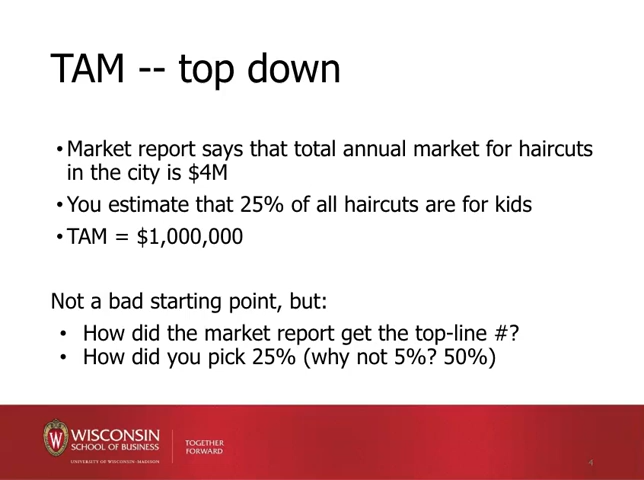 TAM -- top down
•Market report says that total annual market for haircuts
in the city is $4M
•You estimate that 25% of all haircuts are for kids
•TAM = $1,000,000
Not a bad starting point, but:
• How did the market report get the top-line #?
• How did you pick 25% (why not 5%? 50%)
W
WISCONSIN
SCHOOL OF BUSINESS
UNIVERSITY OF WISCONSIN–MADISON
TOGETHER
FORWARD
4